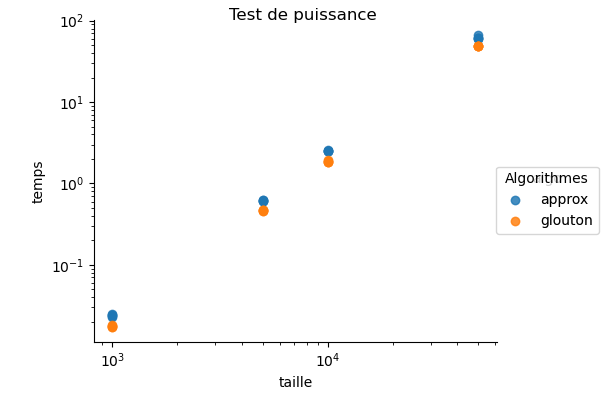 Test de puissance
10²
10¹
10⁰
10⁻¹
temps
10³
10⁴
taille
Algorithmes
approx
glouton